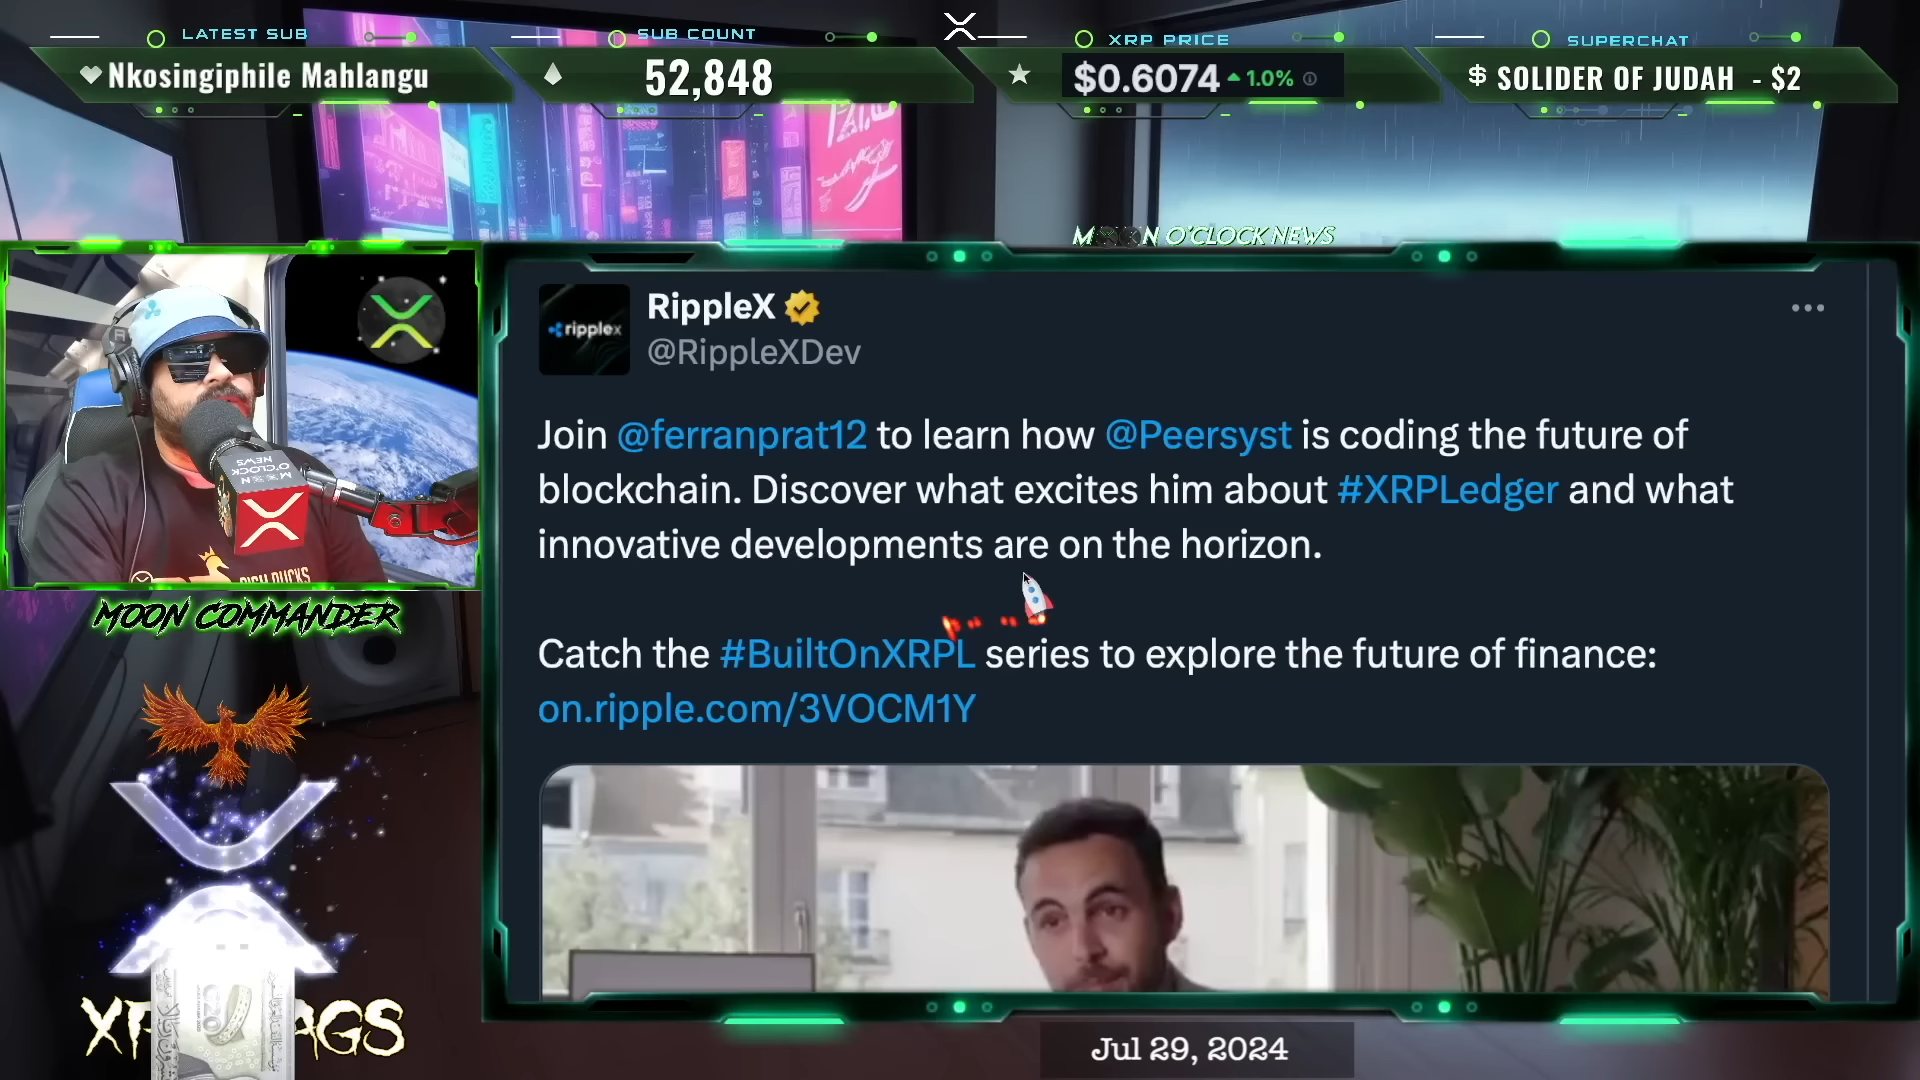 LATEST SUB
Nkosingiphile Mahlangu
SUB COUNT
52,848
XRP PRICE
$0.6074 1.0%
SUPERCHAT
SOLIDER OF JUDAH - $2
O'CLOCK NEWS
ripplex
RippleX
@RippleXDev
Join @ferranprat12 to learn how @Peersyst is coding the future of
blockchain. Discover what excites him about #XRPLedger and what
innovative developments are on the horizon.
Catch the #BuiltOnXRPL series to explore the future of finance:
on.ripple.com/3VOCM1Y
O'CLOCK
NEWS
MOON COMMANDER
Jul 29, 2024